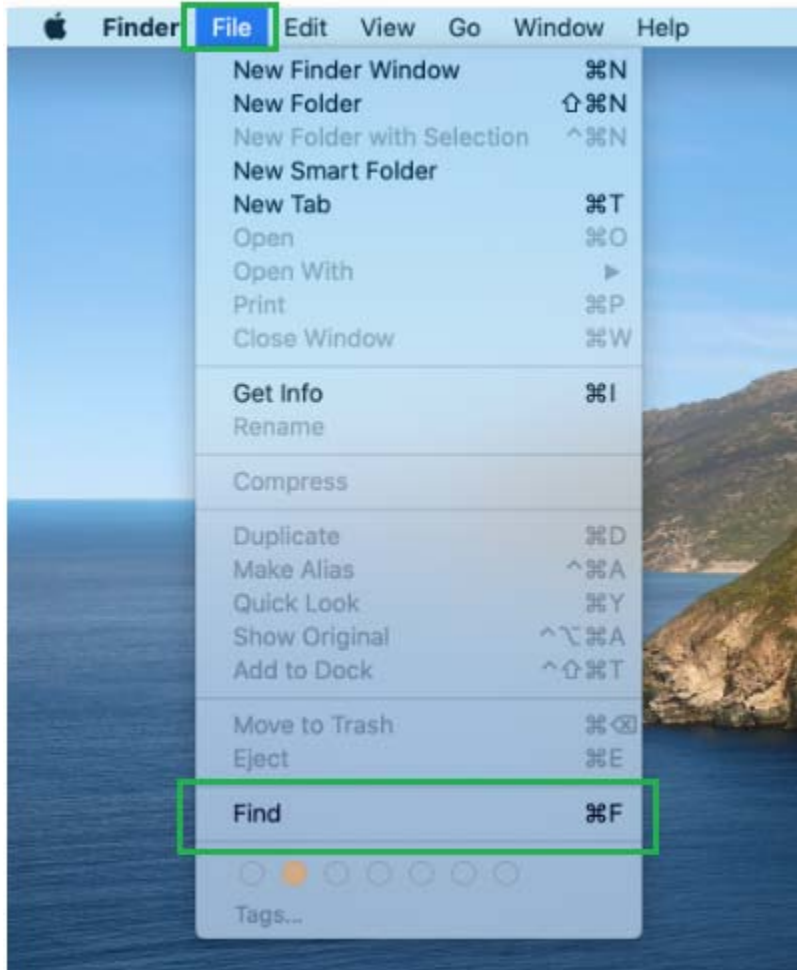 Finder File Edit View Go Window Help
New Finder Window ⌘N
New Folder ⇧⌘N
New Folder with Selection ^⌘N
New Smart Folder
New Tab ⌘T
Open ⌘O
Open With ▶
Print ⌘P
Close Window ⌘W
Get Info ⌘I
Rename
Compress
Duplicate ⌘D
Make Alias ^⌘A
Quick Look ⌘Y
Show Original ^⌥⌘A
Add to Dock ^⇧⌘T
Move to Trash ⌘⌫
Eject ⌘E
Find ⌘F
Tags...